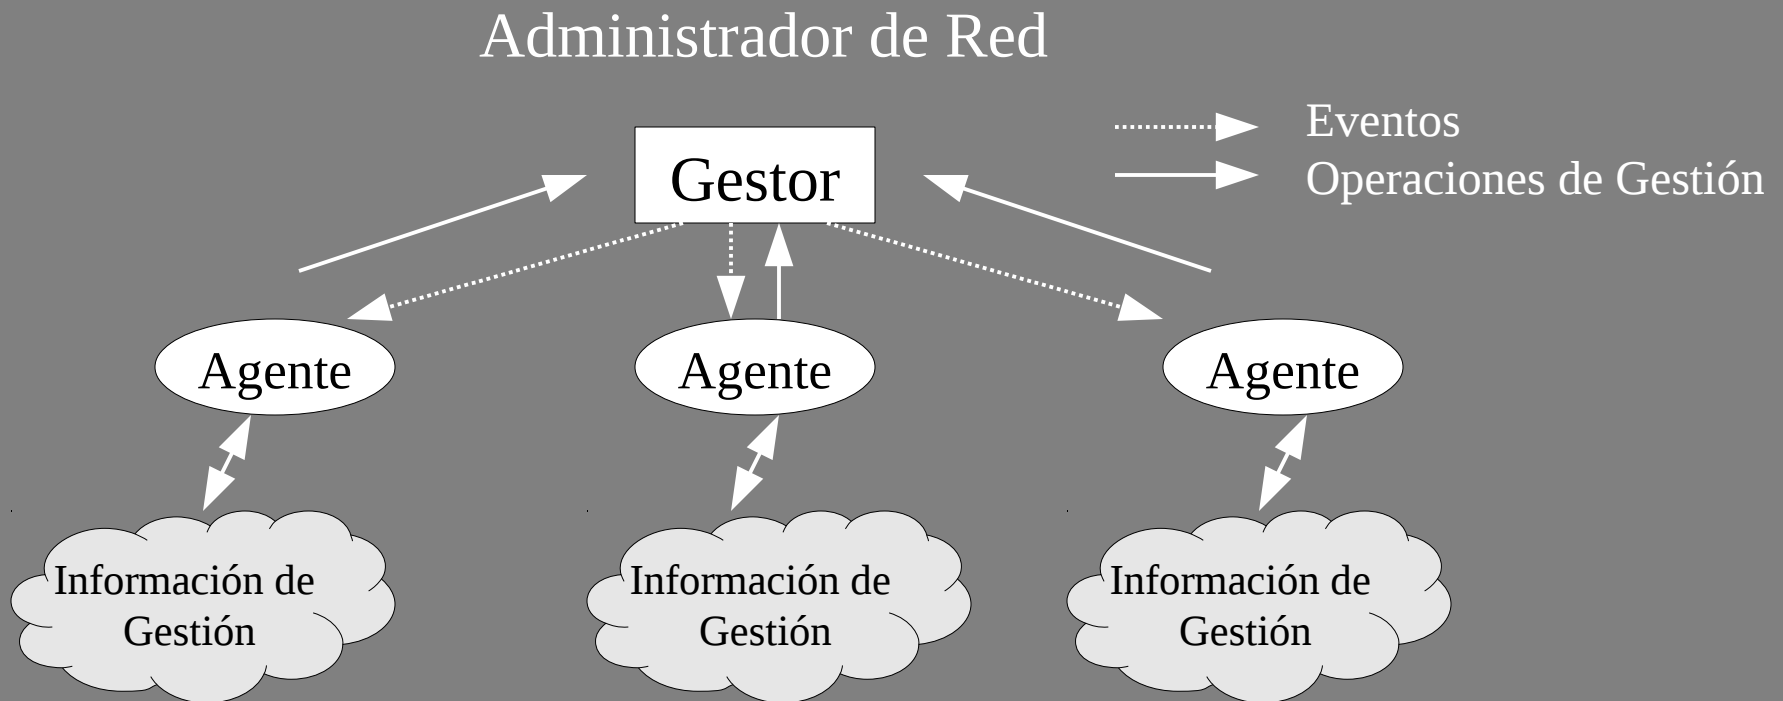 Administrador de Red
Eventos
Operaciones de Gestión
Gestor
Agente
Agente
Agente
Información de
Gestión
Información de
Gestión
Información de
Gestión